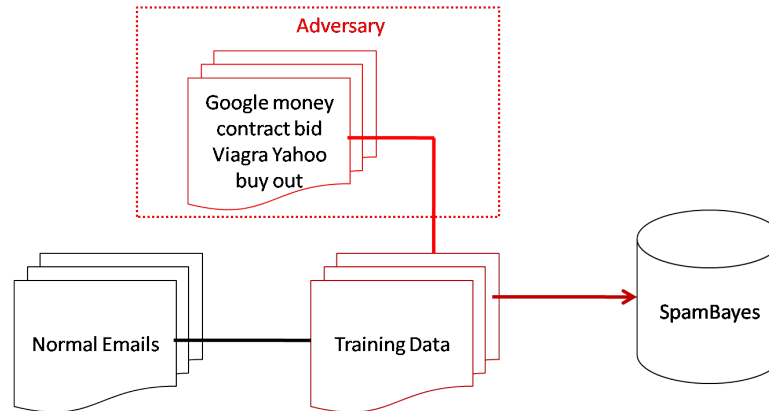 Adversary
Google money
contract bid
Viagra Yahoo
buy out
Normal Emails
Training Data
SpamBayes